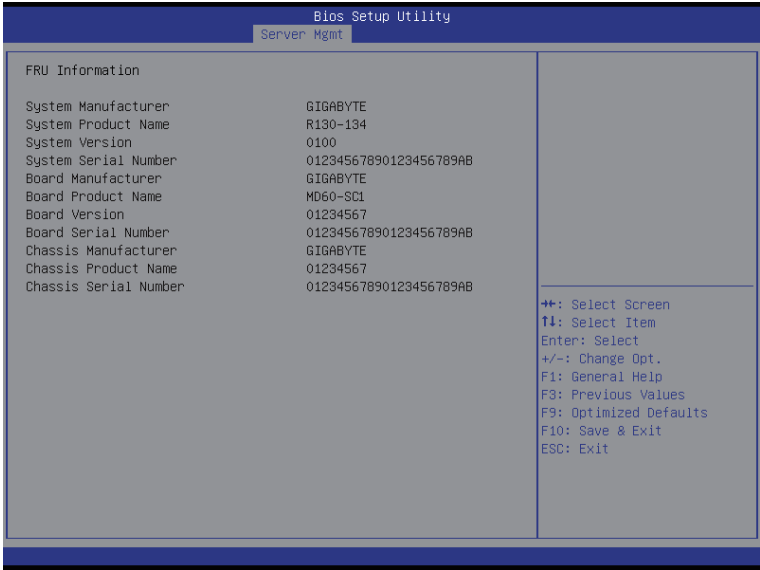 Bios Setup Utility
Server Mgmt
FRU Information
System Manufacturer GIGABYTE
System Product Name R130-134
System Version 0100
System Serial Number 01234567890123456789AB
Board Manufacturer GIGABYTE
Board Product Name MD60-SC1
Board Version 01234567
Board Serial Number 01234567890123456789AB
Chassis Manufacturer GIGABYTE
Chassis Product Name 01234567
Chassis Serial Number 01234567890123456789AB
→←: Select Screen
↑↓: Select Item
Enter: Select
+/-: Change Opt.
F1: General Help
F3: Previous Values
F9: Optimized Defaults
F10: Save & Exit
ESC: Exit